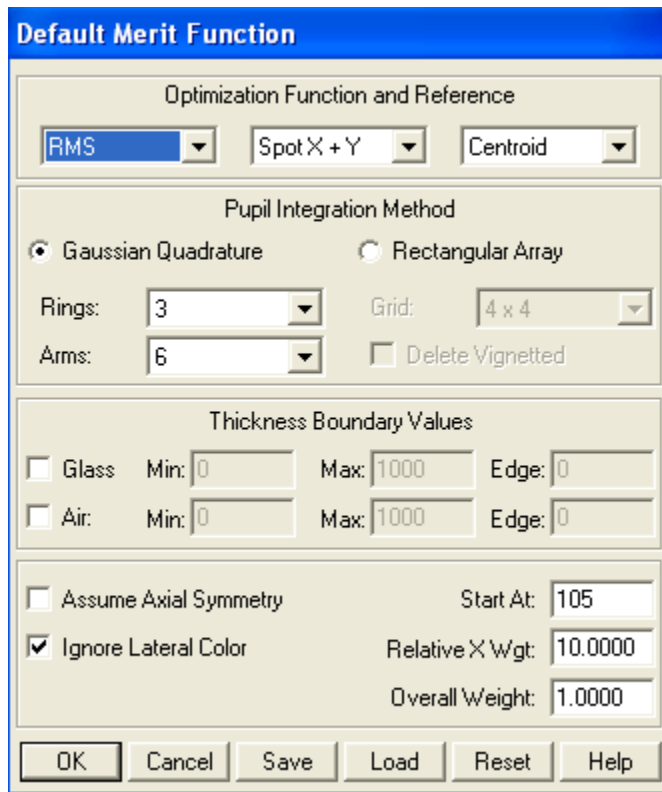 Default Merit Function
Optimization Function and Reference
RMS Spot X + Y Centroid
Pupil Integration Method
Gaussian Quadrature Rectangular Array
Rings: 3 Grid: 4 x 4
Arms: 6 Delete Vignetted
Thickness Boundary Values
Glass Min: 0 Max: 1000 Edge: 0
Air: Min: 0 Max: 1000 Edge: 0
Assume Axial Symmetry Start At: 105
Ignore Lateral Color Relative X Wgt: 10.0000
Overall Weight: 1.0000
OK Cancel Save Load Reset Help